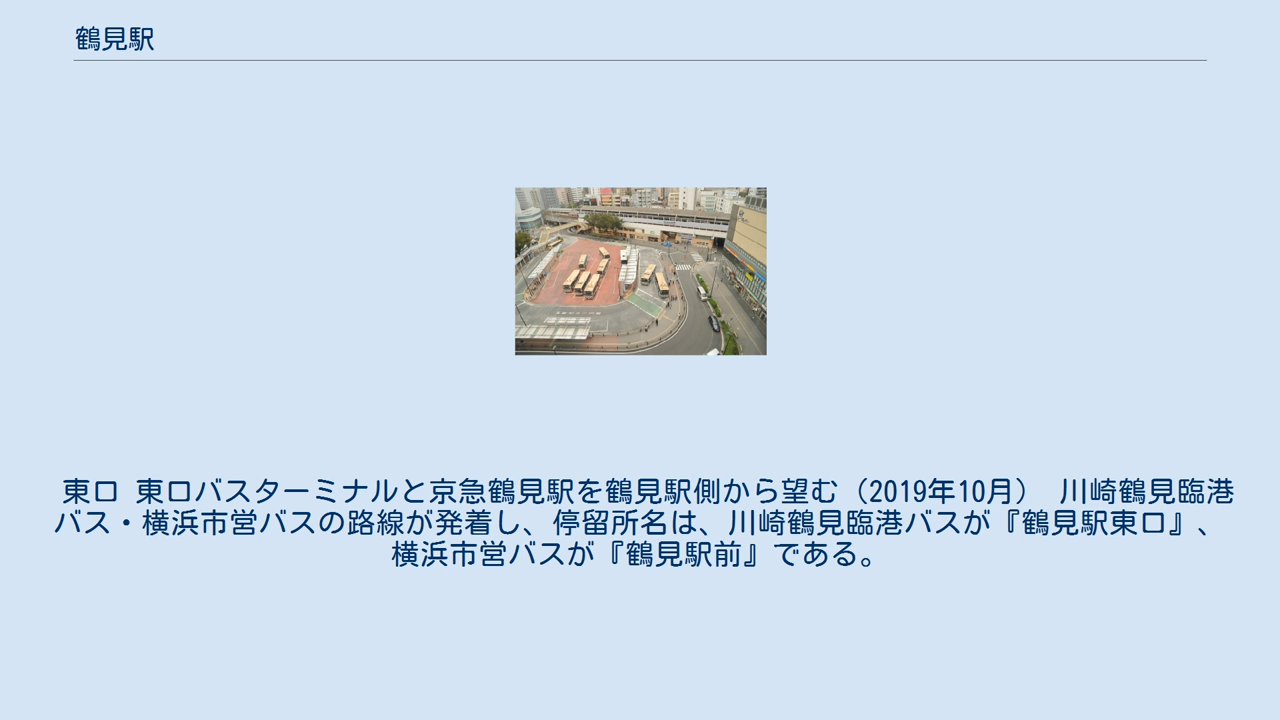 鶴見駅
東口 東口バスターミナルと京急鶴見駅を鶴見駅側から望む（2019年10月） 川崎鶴見臨港
バス・横浜市営バスの路線が発着し、停留所名は、川崎鶴見臨港バスが『鶴見駅東口』、
横浜市営バスが『鶴見駅前』である。